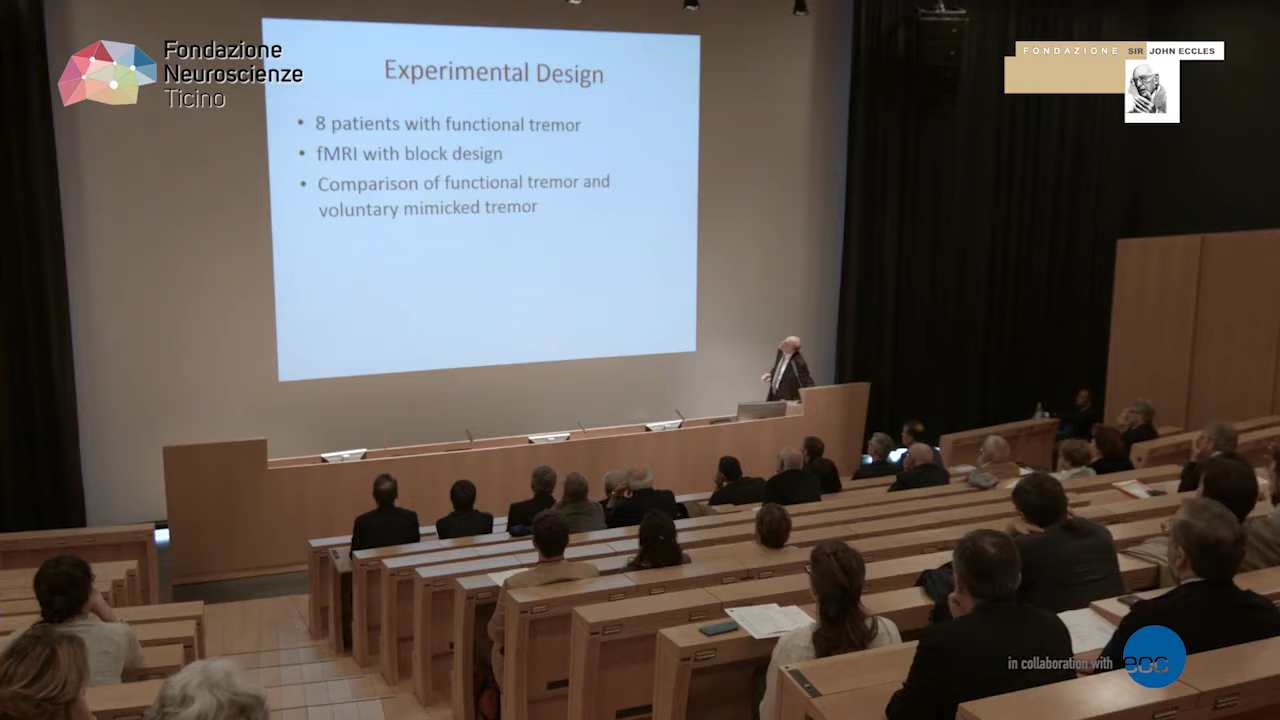 Fondazione
Neuroscienze
Ticino
FONDAZIONE SIR JOHN ECCLES
Experimental Design
• 8 patients with functional tremor
• fMRI with block design
• Comparison of functional tremor and
voluntary mimicked tremor
in collaboration with
eoc